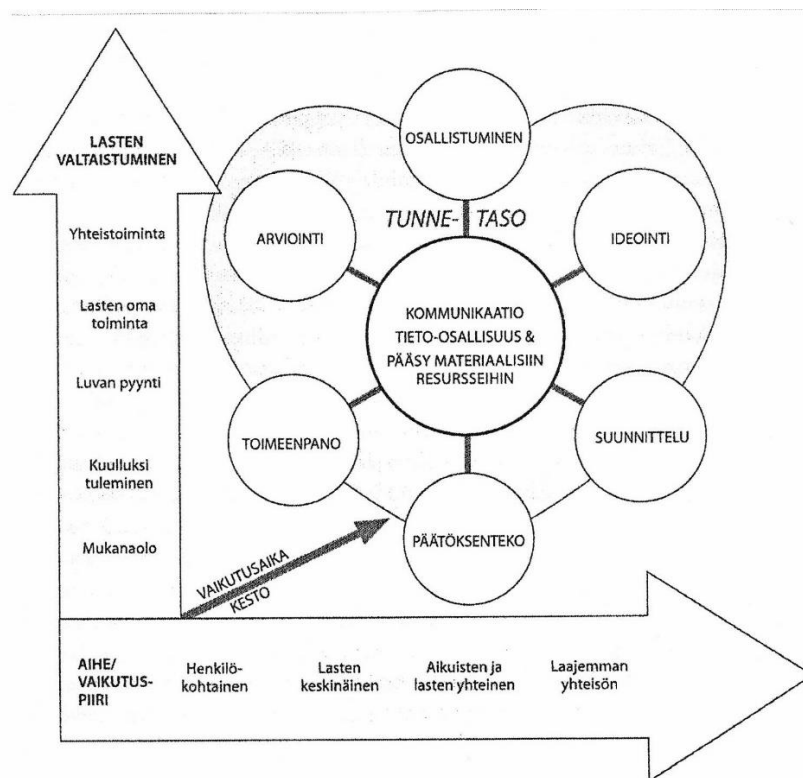 LASTEN
VALTAISTUMINEN
Yhteistoiminta
Lasten oma
toiminta
Luvan pyynti
Kuulluksi
tuleminen
Mukanaolo
OSALLISTUMINEN
TUNNE- TASO
ARVIOINTI
IDEOINTI
KOMMUNIKAATIO
TIETO-OSALLISUUS &
PÄÄSY MATERIAALISIIN
RESURSSEIHIN
TOIMEENPANO
SUUNNITTELU
PÄÄTÖKSENTEKO
VAIKUTUSAIKA
KESTO
AIHE/
VAIKUTUS-
PIIRI
Henkilö-
kohtainen
Lasten
keskinäinen
Aikuisten ja
lasten yhteinen
Laajemman
yhteisön